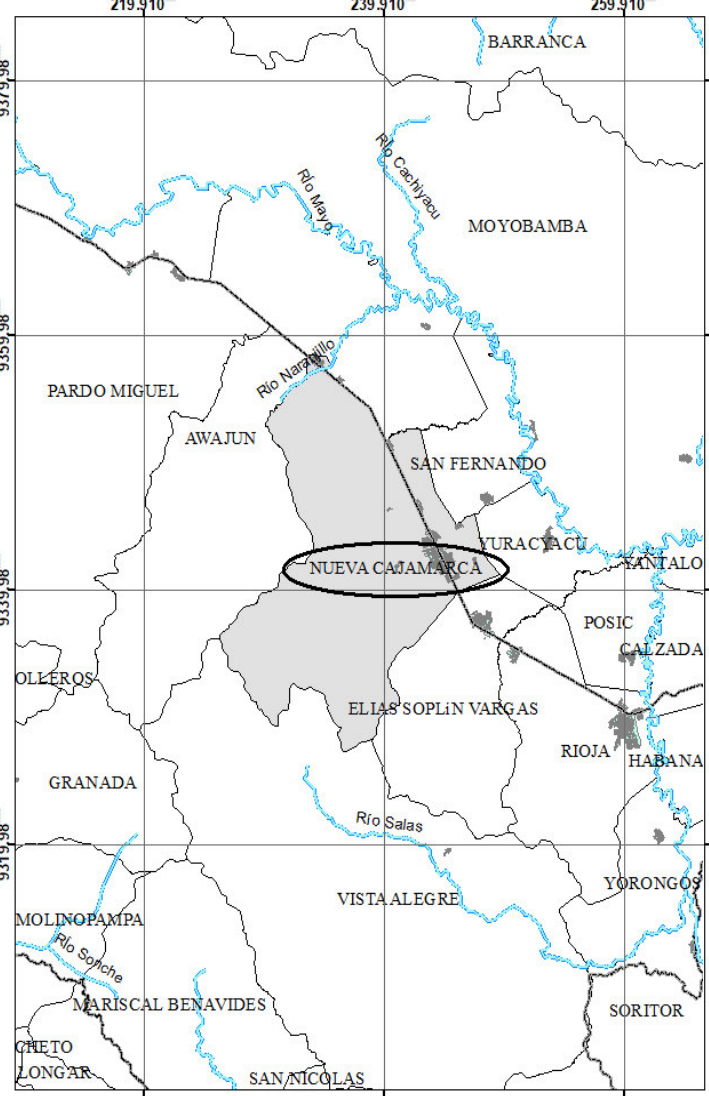 219.910 239.910 259.910
BARRANCA
9379,98
Río Cachiyacu
Río Mayo
MOYOBAMBA
9359,98
Río Naranjillo
PARDO MIGUEL
AWAJUN
SAN FERNANDO
YURACYACU
NUEVA CAJAMARCA
YANTALO
9339,98
POSIC
CALZADA
OLLEROS
ELIAS SOPLíN VARGAS
RIOJA
HABANA
GRANADA
Río Salas
9319,98
YORONGOS
VISTA ALEGRE
MOLINOPAMPA
Río Sonche
MARISCAL BENAVIDES
SORITOR
CHETO
LONGAR
SAN NICOLAS